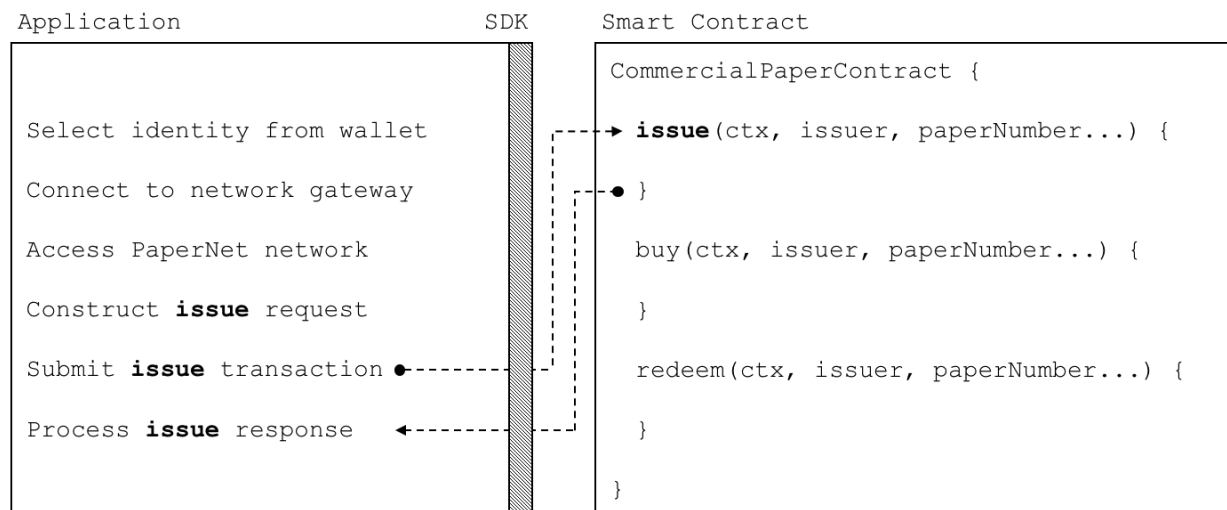 Application
SDK
Select identity from wallet
Connect to network gateway
Access PaperNet network
Construct issue request
Submit issue transaction
Process issue response
Smart Contract
CommercialPaperContract {
issue(ctx, issuer, paperNumber...) {
}
buy(ctx, issuer, paperNumber...) {
}
redeem(ctx, issuer, paperNumber...) {
}
}